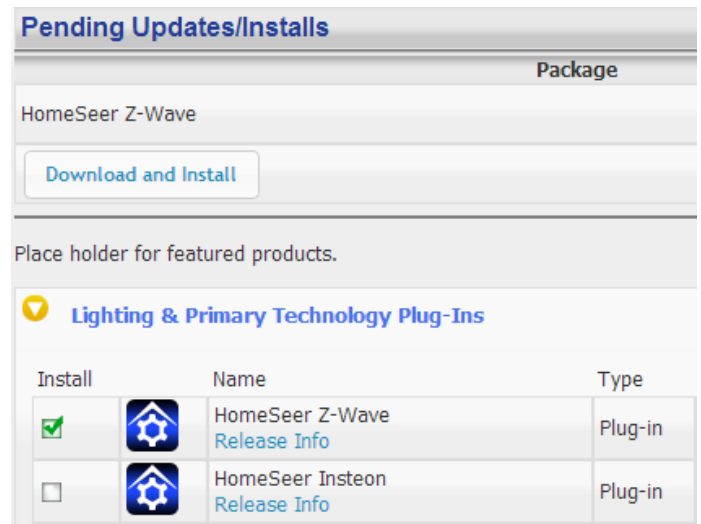 Pending Updates/Installs
Package
HomeSeer Z-Wave
Download and Install
Place holder for featured products.
Lighting & Primary Technology Plug-Ins
Install Name Type
HomeSeer Z-Wave
Release Info
Plug-in
HomeSeer Insteon
Release Info
Plug-in